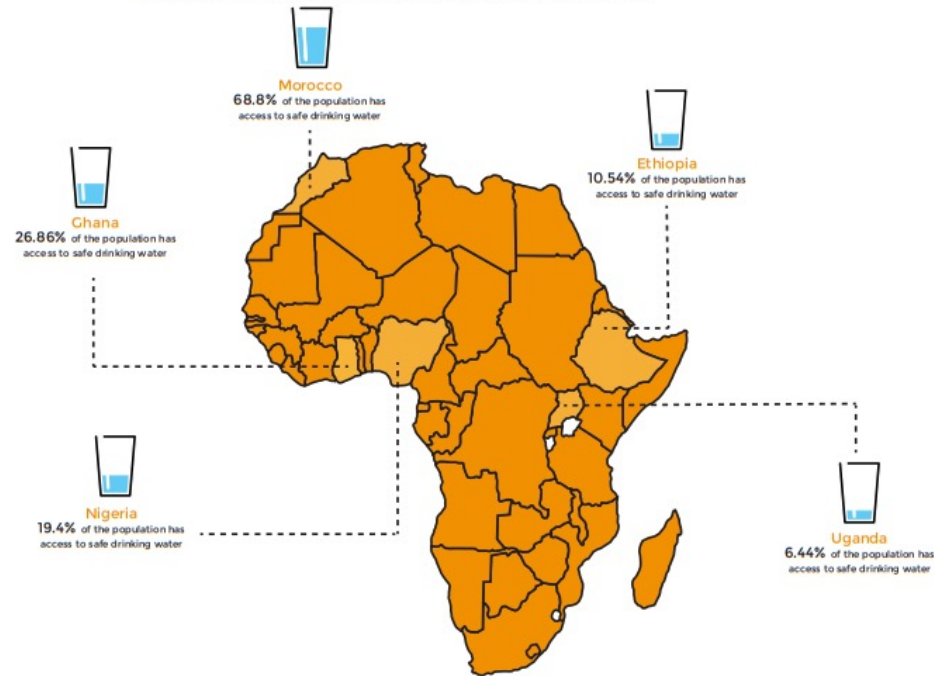 Morocco
68.8% of the population has
access to safe drinking water
Ethiopia
10.54% of the population has
access to safe drinking water
Ghana
26.86% of the population has
access to safe drinking water
Nigeria
19.4% of the population has
access to safe drinking water
Uganda
6.44% of the population has
access to safe drinking water